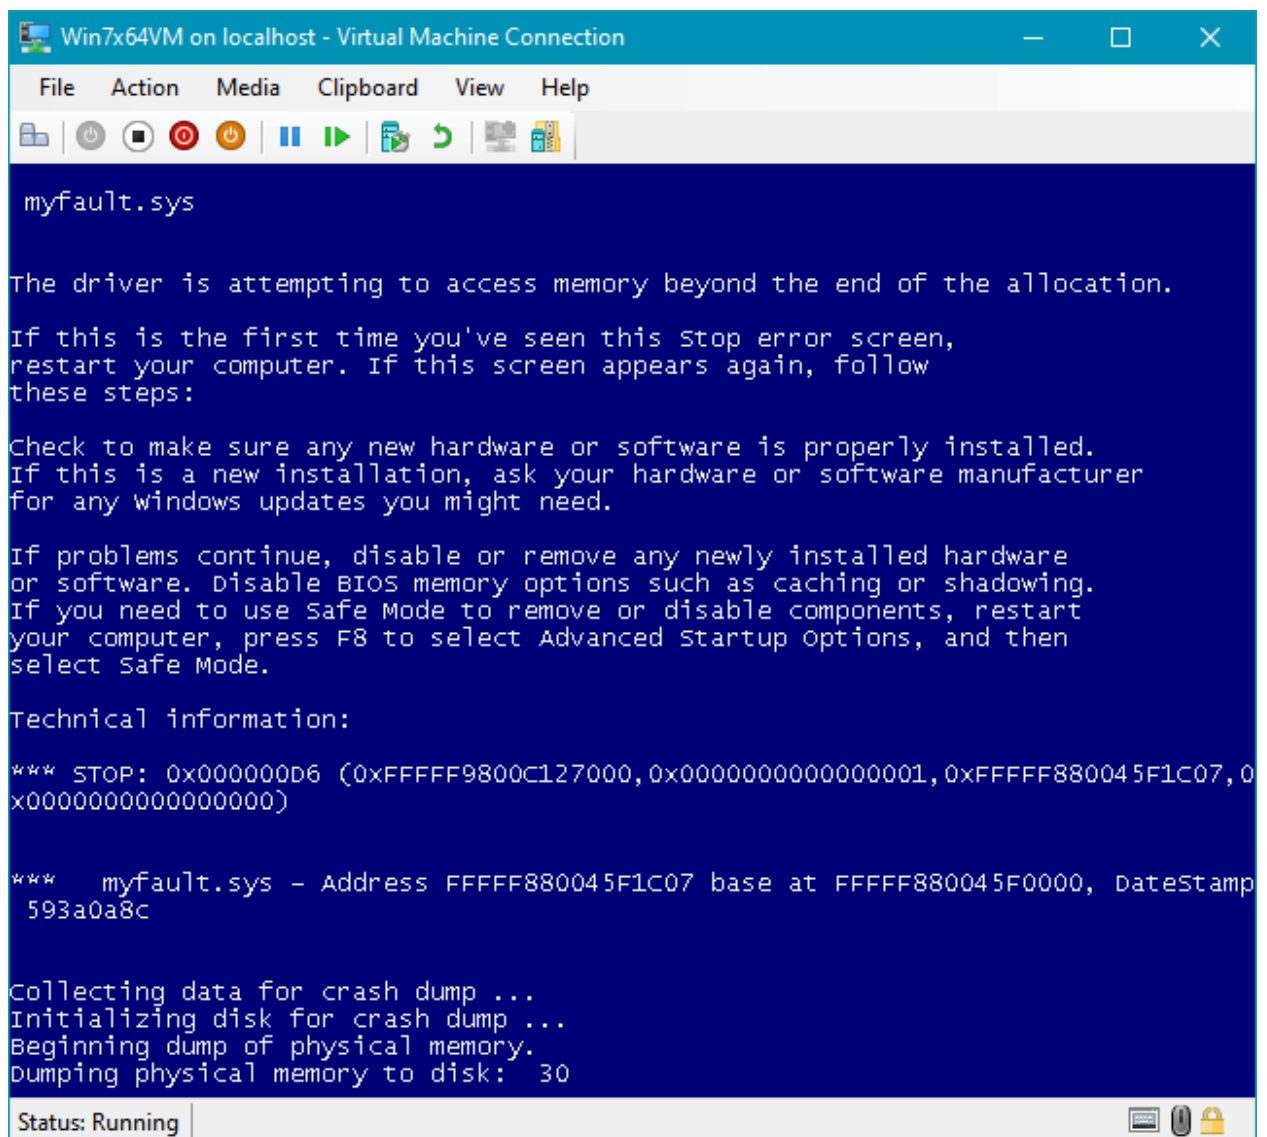 Win7x64VM on localhost - Virtual Machine Connection
File Action Media Clipboard View Help
myfault.sys
The driver is attempting to access memory beyond the end of the allocation.
If this is the first time you've seen this Stop error screen,
restart your computer. If this screen appears again, follow
these steps:
Check to make sure any new hardware or software is properly installed.
If this is a new installation, ask your hardware or software manufacturer
for any Windows updates you might need.
If problems continue, disable or remove any newly installed hardware
or software. Disable BIOS memory options such as caching or shadowing.
If you need to use Safe Mode to remove or disable components, restart
your computer, press F8 to select Advanced Startup Options, and then
select Safe Mode.
Technical information:
*** STOP: 0x000000D6 (0xFFFFF9800C127000,0x0000000000000001,0xFFFFF880045F1C07,0
x0000000000000000)
*** myfault.sys - Address FFFFF880045F1C07 base at FFFFF880045F0000, DateStamp
593a0a8c
Collecting data for crash dump ...
Initializing disk for crash dump ...
Beginning dump of physical memory.
Dumping physical memory to disk: 30
Status: Running